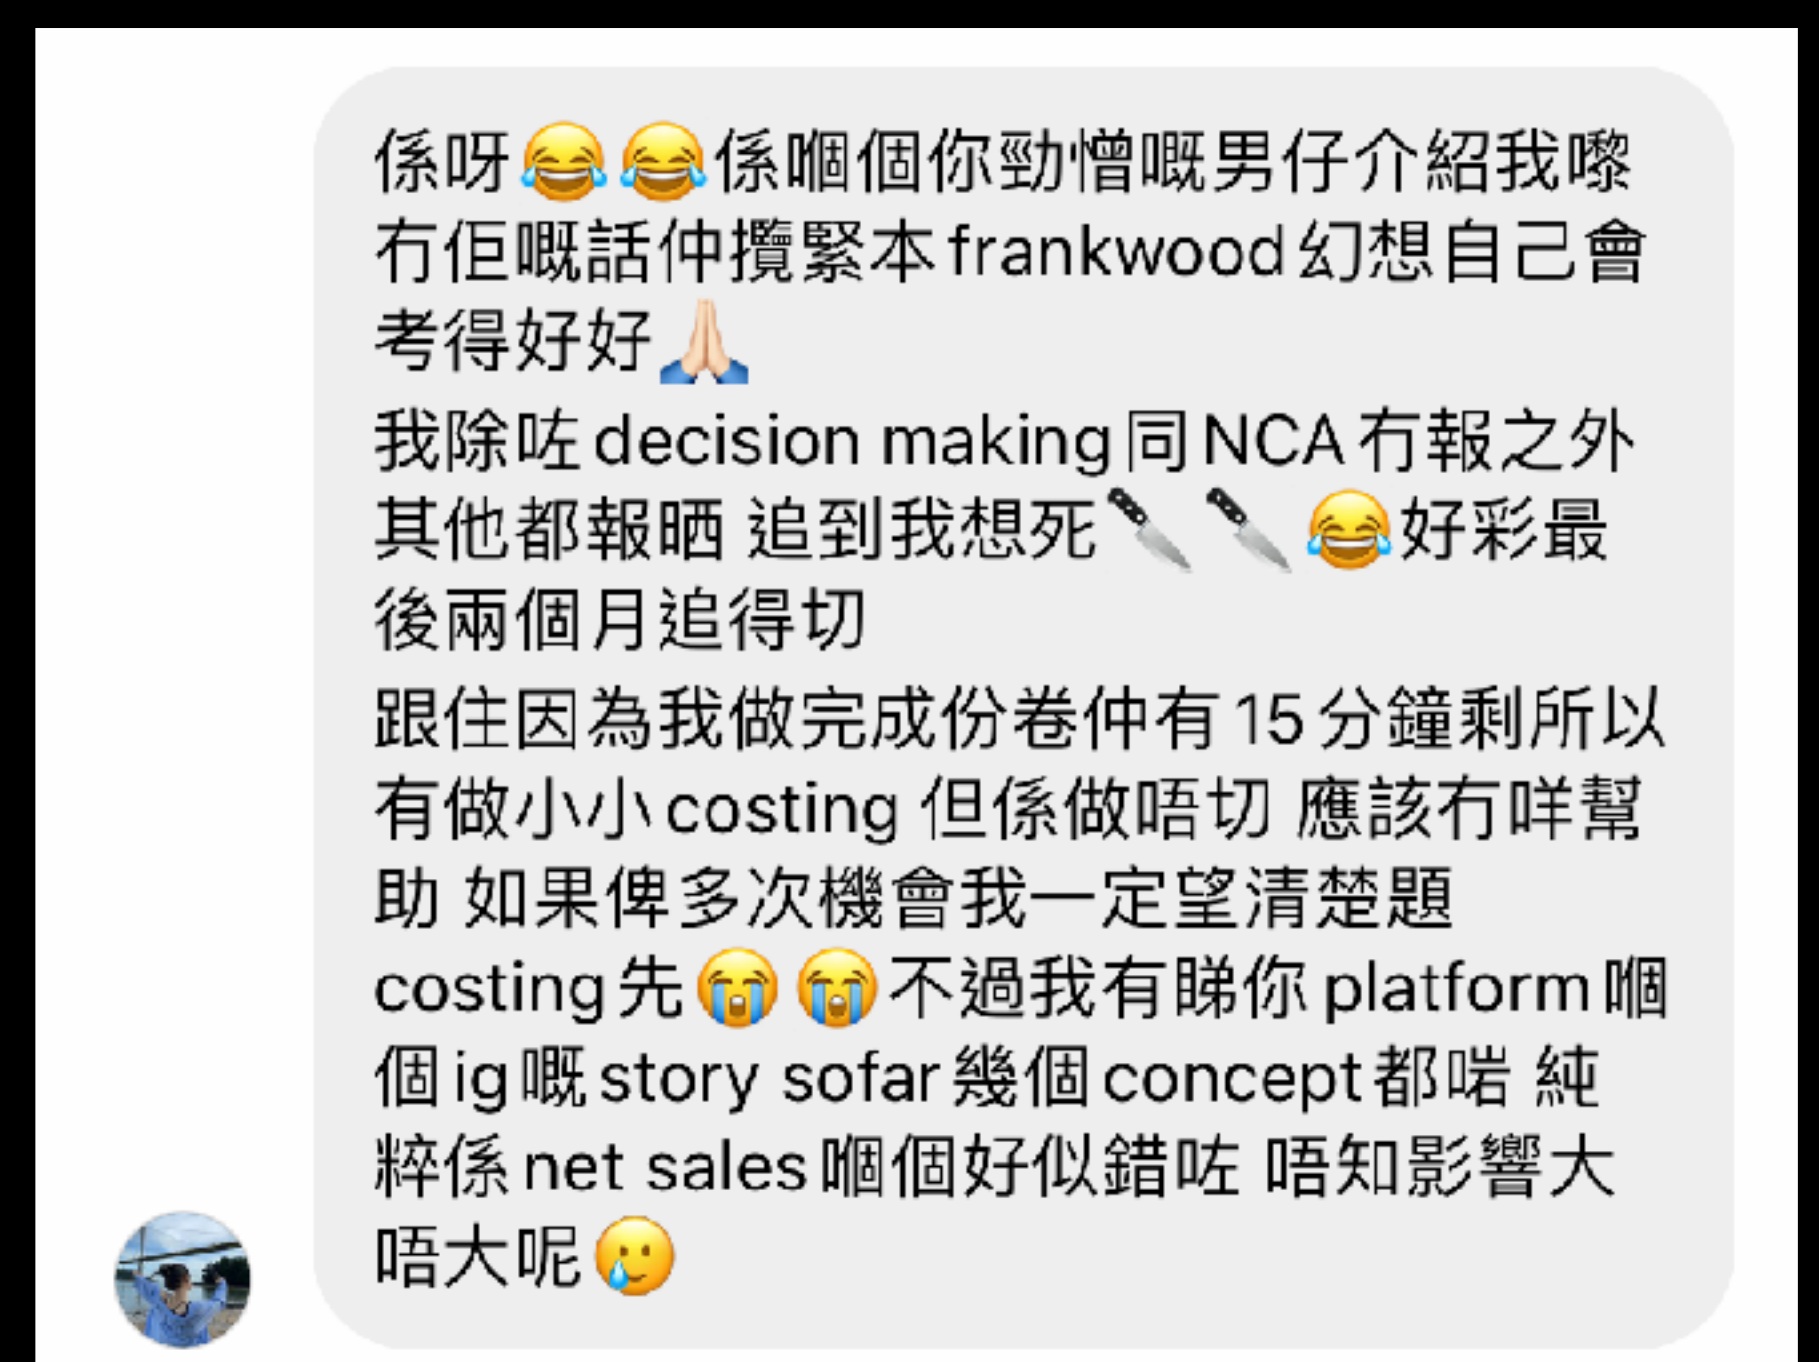 係呀😂😂係嗰個你勁憎嘅男仔介紹我嚟
冇佢嘅話仲攬緊本frankwood幻想自己會
考得好好🙏🏻
我除咗decision making同NCA冇報之外
其他都報晒 追到我想死🔪🔪😂好彩最
後兩個月追得切
跟住因為我做完成份卷仲有15分鐘剩所以
有做小小costing 但係做唔切 應該冇咩幫
助 如果俾多次機會我一定望清楚題
costing先😭😭不過我有睇你platform嗰
個ig嘅story sofar幾個concept都啱 純
粹係net sales嗰個好似錯咗 唔知影響大
唔大呢🥲